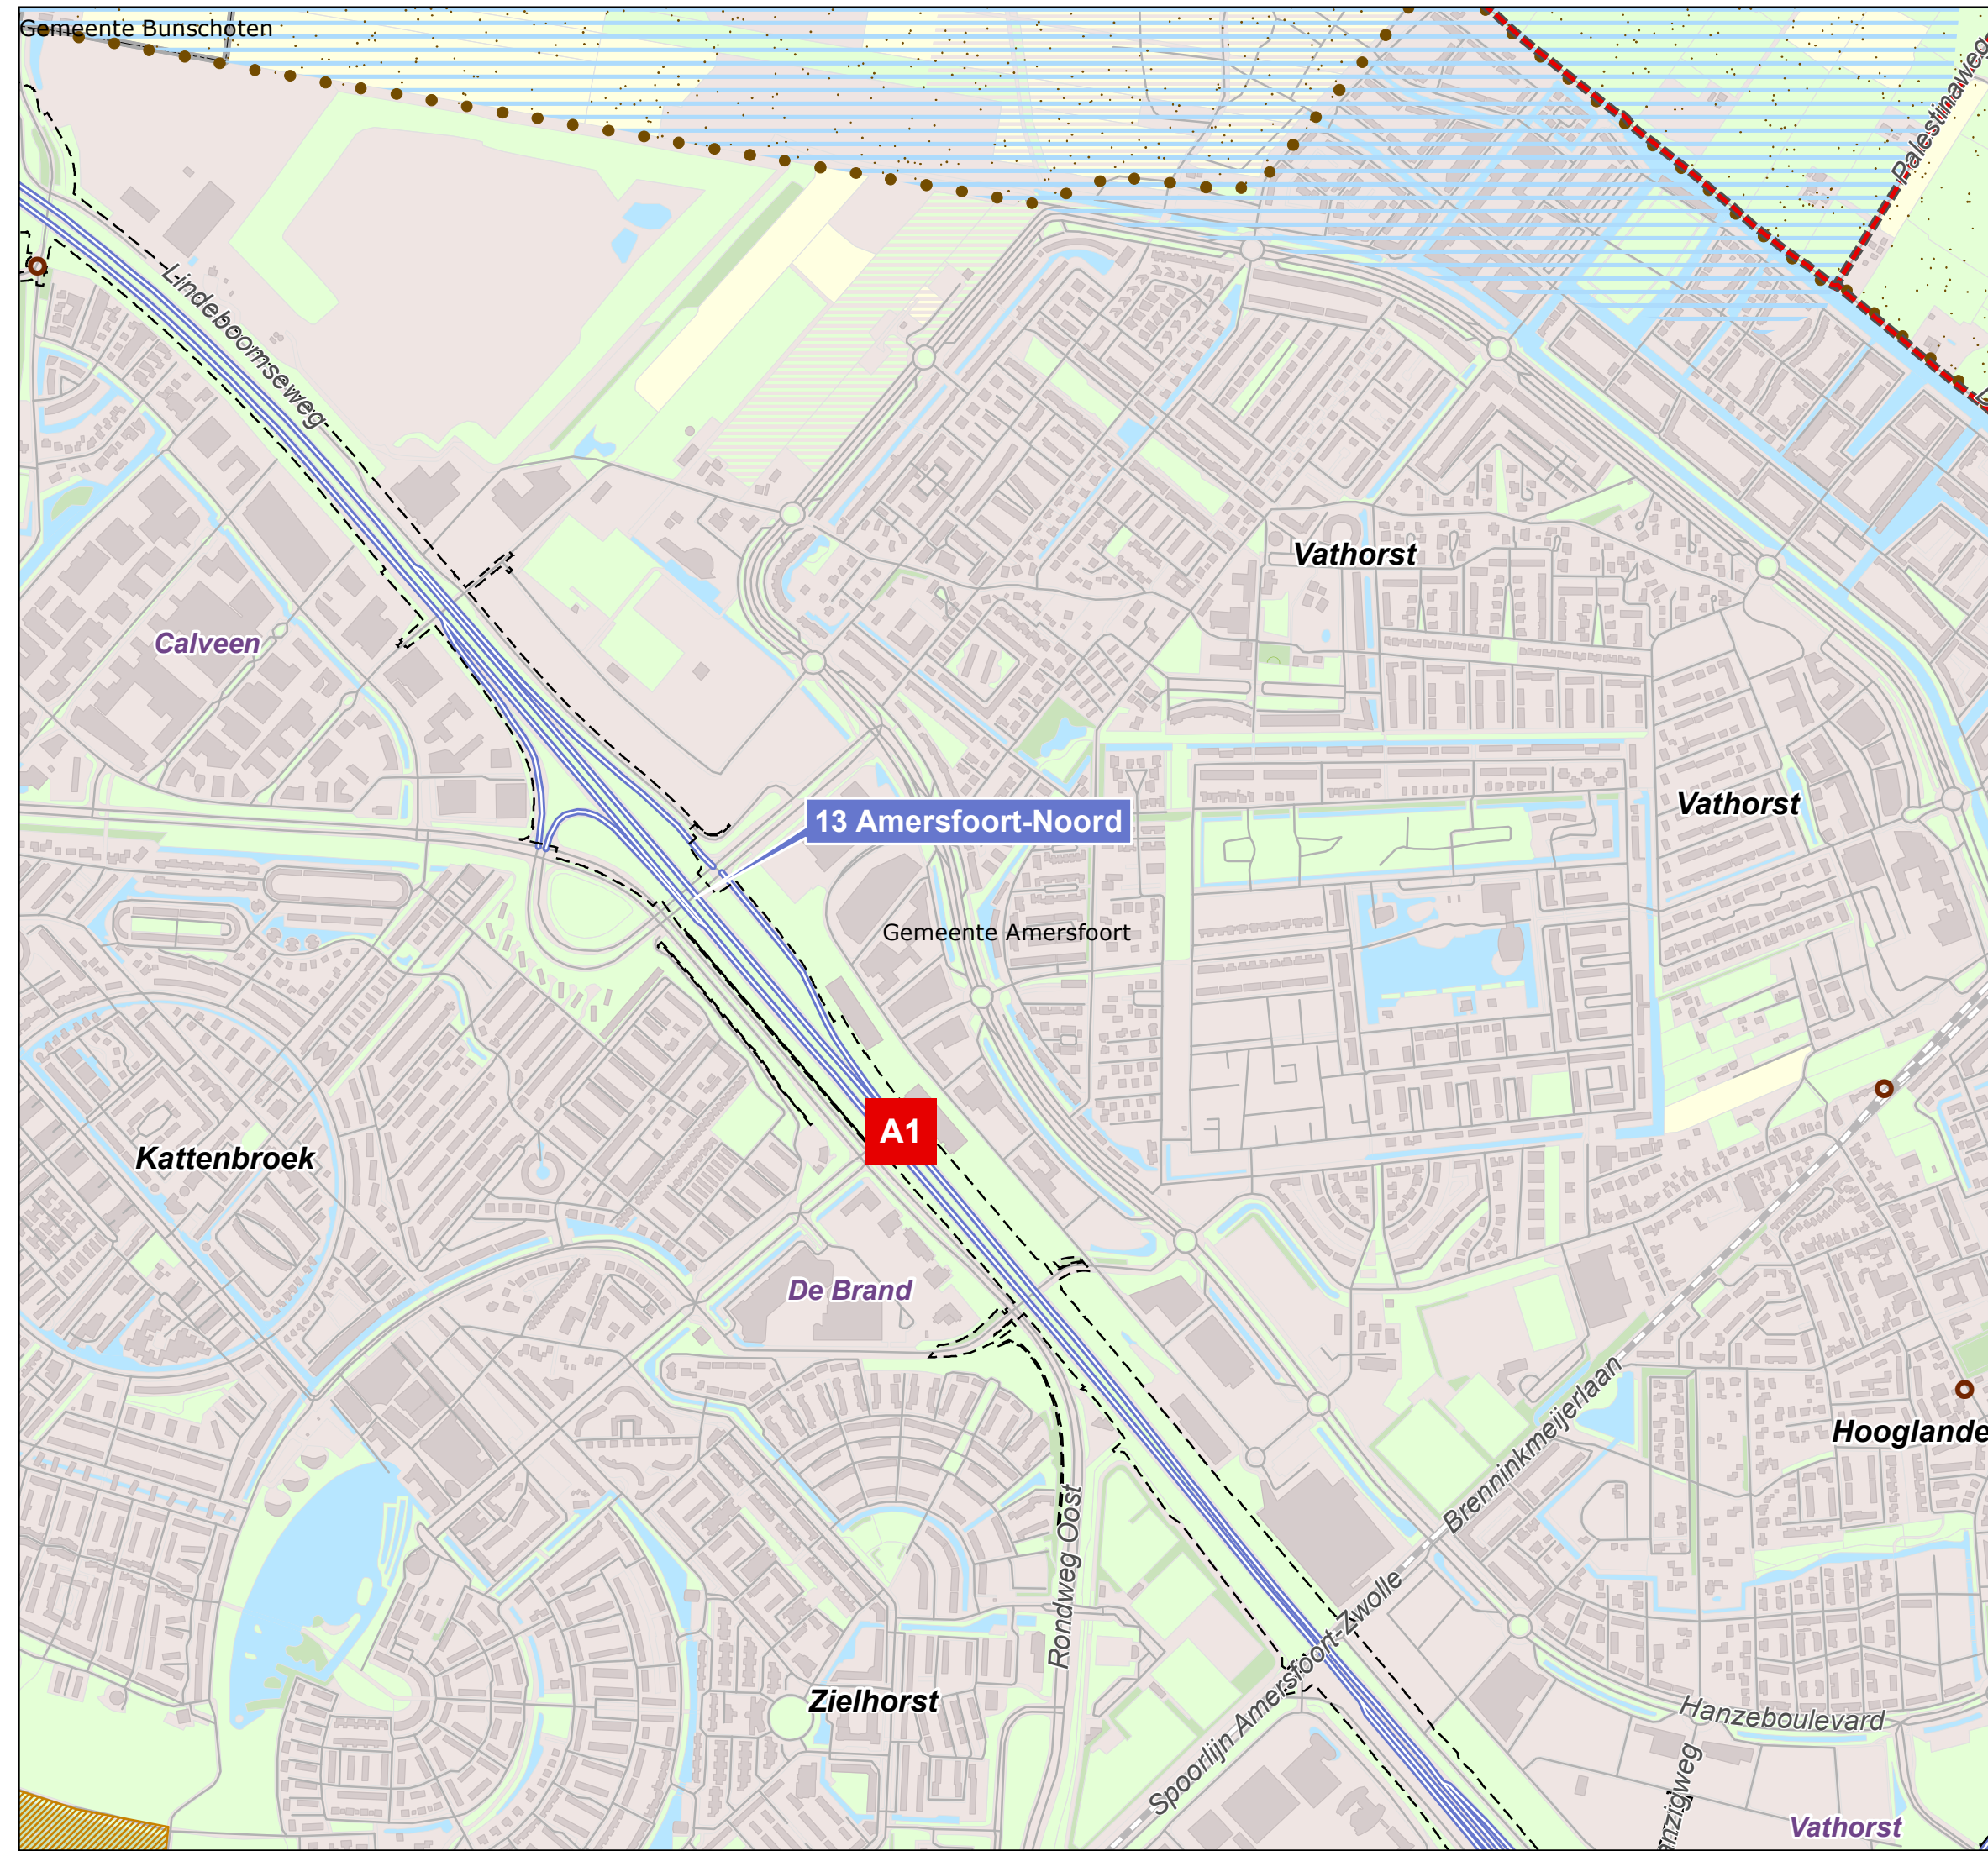 Gemeente Bunschoten
Palestinaweg
Lindeboomseweg
Vathorst
Calveen
Vathorst
13 Amersfoort-Noord
Gemeente Amersfoort
A1
Kattenbroek
De Brand
Brenninkmeijerlaan
Hooglande
Rondweg Oost
Spoorlijn Amersfoort-Zwolle
Zielhorst
Hanzeboulevard
anzigweg
Vathorst